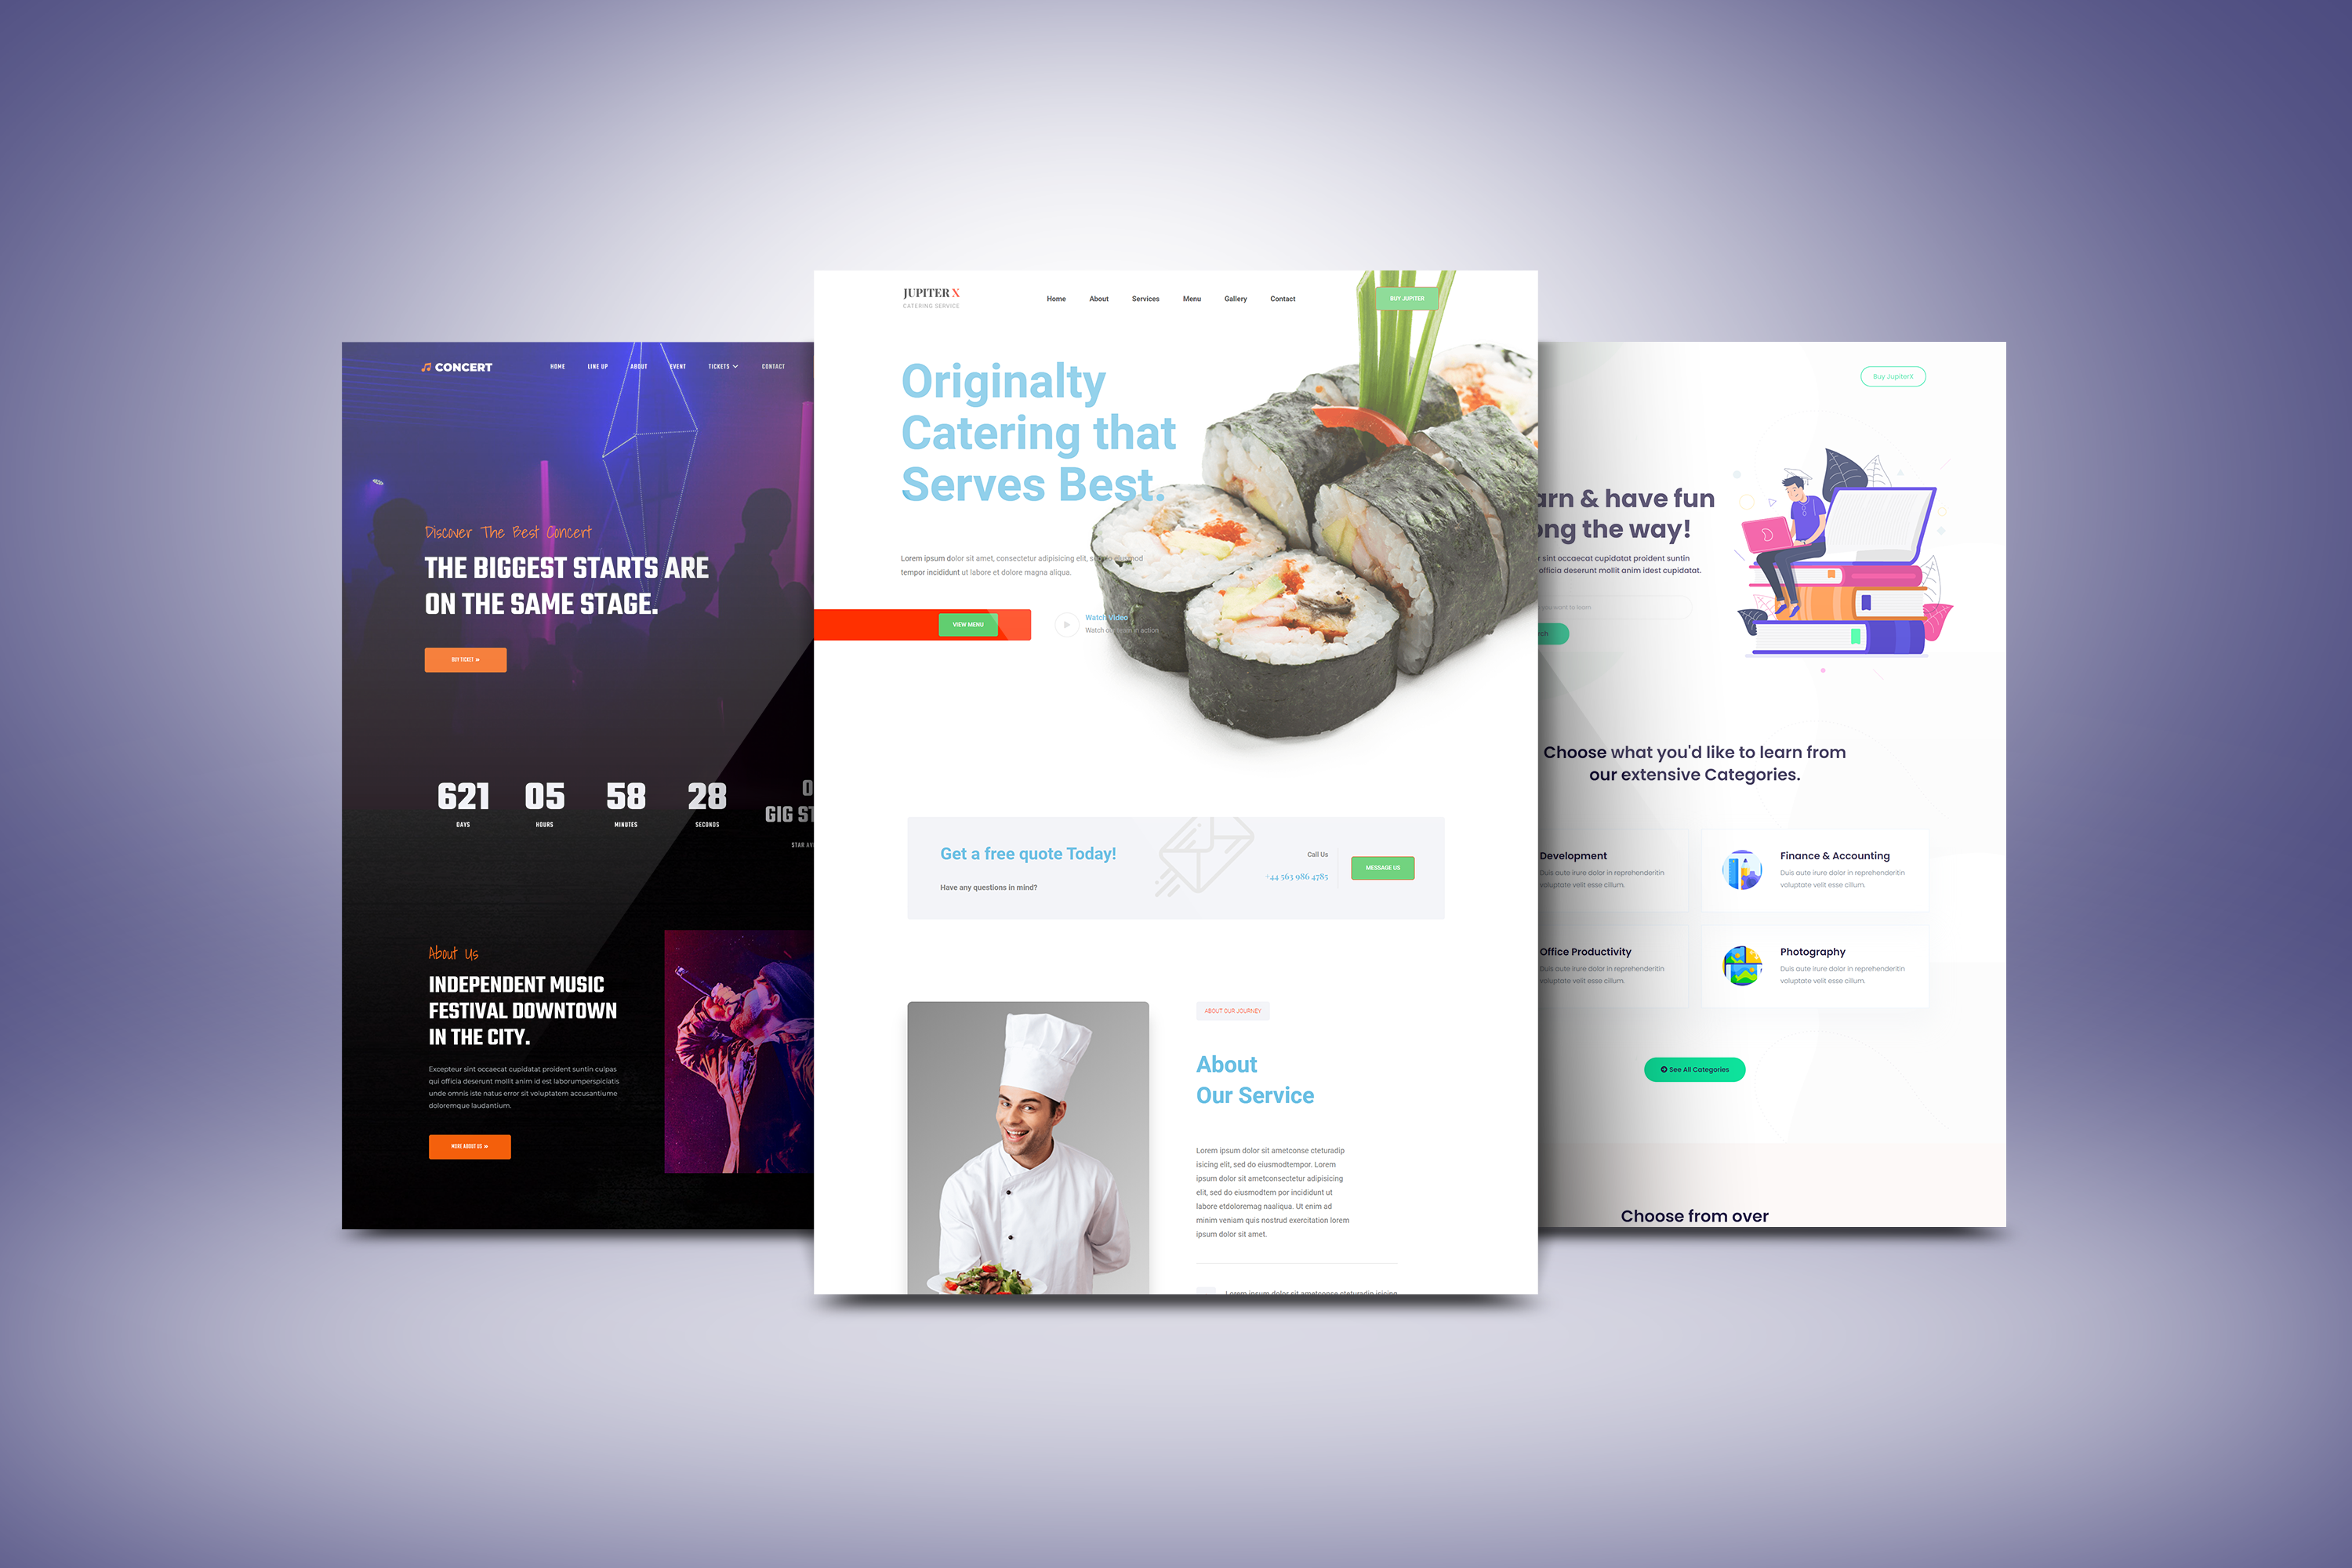 CONCERT
HOME LINE UP ABOUT EVENT TICKETS CONTACT
Discover The Best Concert
THE BIGGEST STARTS ARE
ON THE SAME STAGE.
BUY TICKET »
621 05 58 28
DAYS HOURS MINUTES SECONDS
GIG ST
STAR AV
About Us
INDEPENDENT MUSIC
FESTIVAL DOWNTOWN
IN THE CITY.
Excepteur sint occaecat cupidatat proident suntin culpas
qui officia deserunt mollit anim id est laborumperspiciatis
unde omnis iste natus error sit voluptatem accusantiume
doloremque laudantium.
MORE ABOUT US »
JUPITER X
CATERING SERVICE
Home About Services Menu Gallery Contact
BUY JUPITER
Originalty
Catering that
Serves Best.
Lorem ipsum dolor sit amet, consectetur adipisicing elit, sed do eiusmod
tempor incididunt ut labore et dolore magna aliqua.
VIEW MENU
Watch Video
Watch our team in action
Get a free quote Today!
Have any questions in mind?
Call Us
+44 563 986 4785
MESSAGE US
ABOUT OUR JOURNEY
About
Our Service
Lorem ipsum dolor sit ametconse cteturadip
isicing elit, sed do eiusmodtempor. Lorem
ipsum dolor sit ametconsectetur adipisicing
elit, sed do eiusmodtem por incididunt ut
labore etdoloremag naaliqua. Ut enim ad
minim veniam quis nostrud exercitation lorem
ipsum dolor sit amet.
Lorem ipsum dolor sit ametconse cteturadip isicing
Buy JupiterX
arn & have fun
ong the way!
r sint occaecat cupidatat proident suntin
officia deserunt mollit anim idest cupidatat.
you want to learn
rch
Choose what you'd like to learn from
our extensive Categories.
Development
Duis aute irure dolor in reprehenderitin
voluptate velit esse cillum.
Finance & Accounting
Duis aute irure dolor in reprehenderitin
voluptate velit esse cillum.
Office Productivity
Duis aute irure dolor in reprehenderitin
voluptate velit esse cillum.
Photography
Duis aute irure dolor in reprehenderitin
voluptate velit esse cillum.
See All Categories
Choose from over